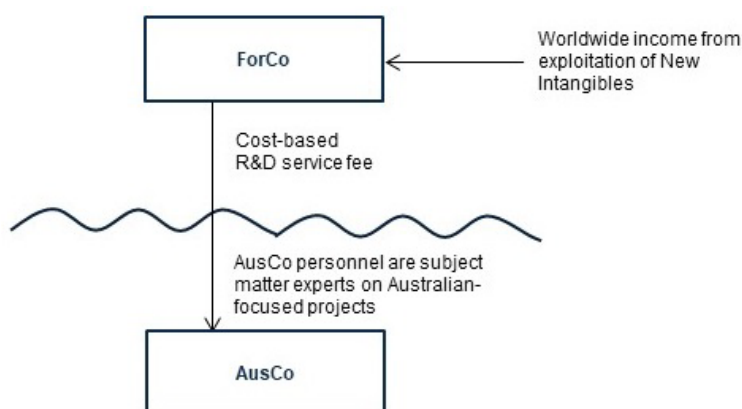 ForCo
Worldwide income from
exploitation of New
Intangibles
Cost-based
R&D service fee
AusCo personnel are subject
matter experts on Australian-
focused projects
AusCo